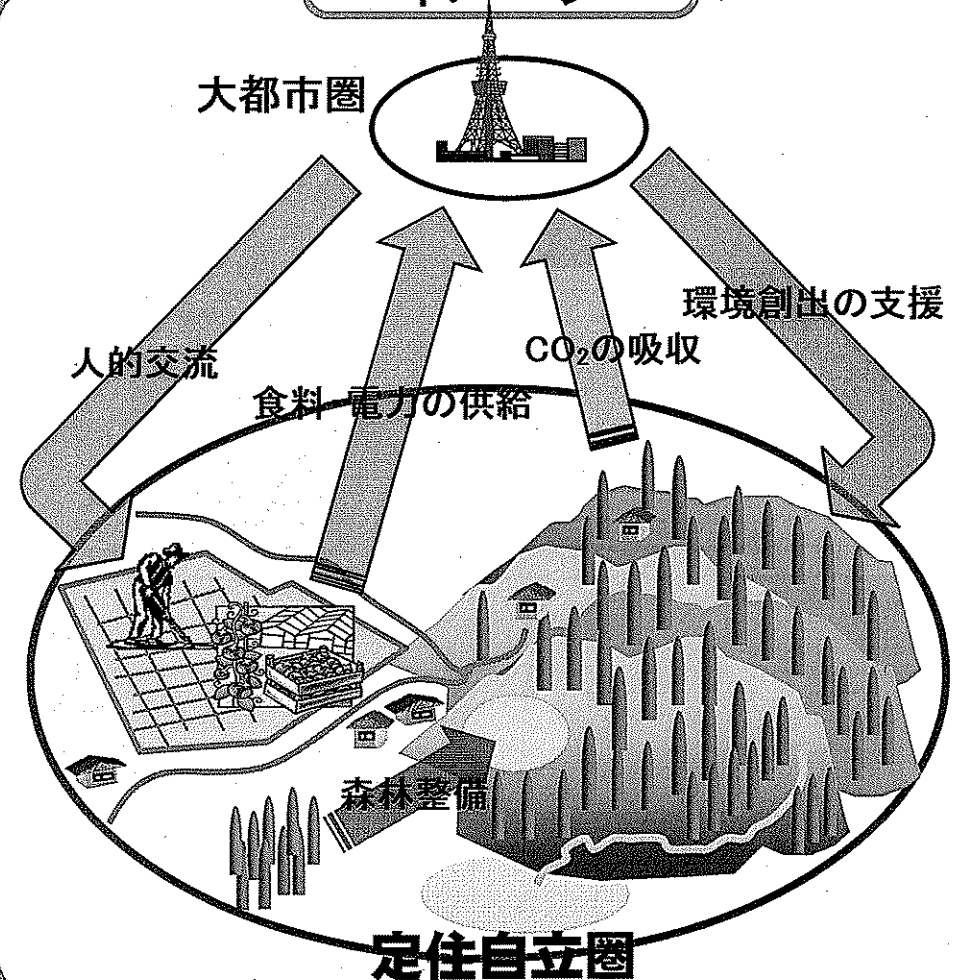 大都市圏
環境創出の支援
人的交流
CO₂の吸収
食料 電力の供給
森林整備
定住自立圏